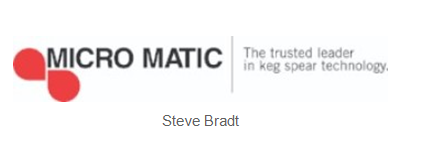 MICRO MATIC
The trusted leader
in keg spear technology.
Steve Bradt